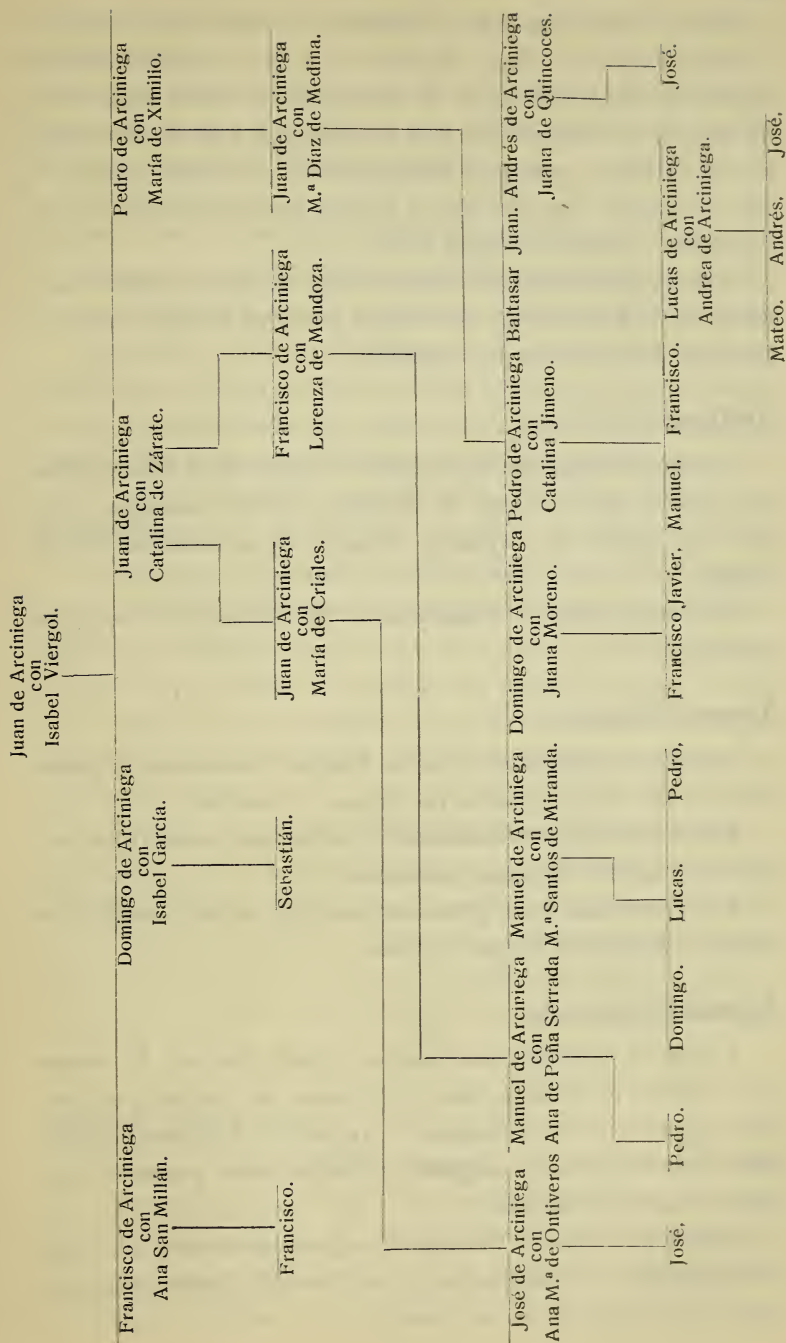 Juan de Arciniega
con
Isabel Viergol.
Francisco de Arciniega
con
Ana San Millán.
Domingo de Arciniega
con
Isabel García.
Juan de Arciniega
con
Catalina de Zárate.
Pedro de Arciniega
con
María de Ximilio.
Francisco.
Sebastián.
Juan de Arciniega
con
María de Criales.
Francisco de Arciniega
con
Lorenza de Mendoza.
Juan de Arciniega
con
M.ª Díaz de Medina.
José de Arciniega
con
Ana M.ª de Ontiveros
Manuel de Arciniega
con
Ana de Peña Serrada
Manuel de Arciniega
con
M.ª Santos de Miranda.
Domingo de Arciniega
con
Juana Moreno.
Pedro de Arciniega
con
Catalina Jimeno.
Baltasar
Juan.
Andrés de Arciniega
con
Juana de Quincoces.
José,
Pedro.
Domingo.
Lucas.
Pedro,
Francisco Javier,
Manuel,
Francisco.
Lucas de Arciniega
con
Andrea de Arciniega.
José.
Mateo.
Andrés,
José,